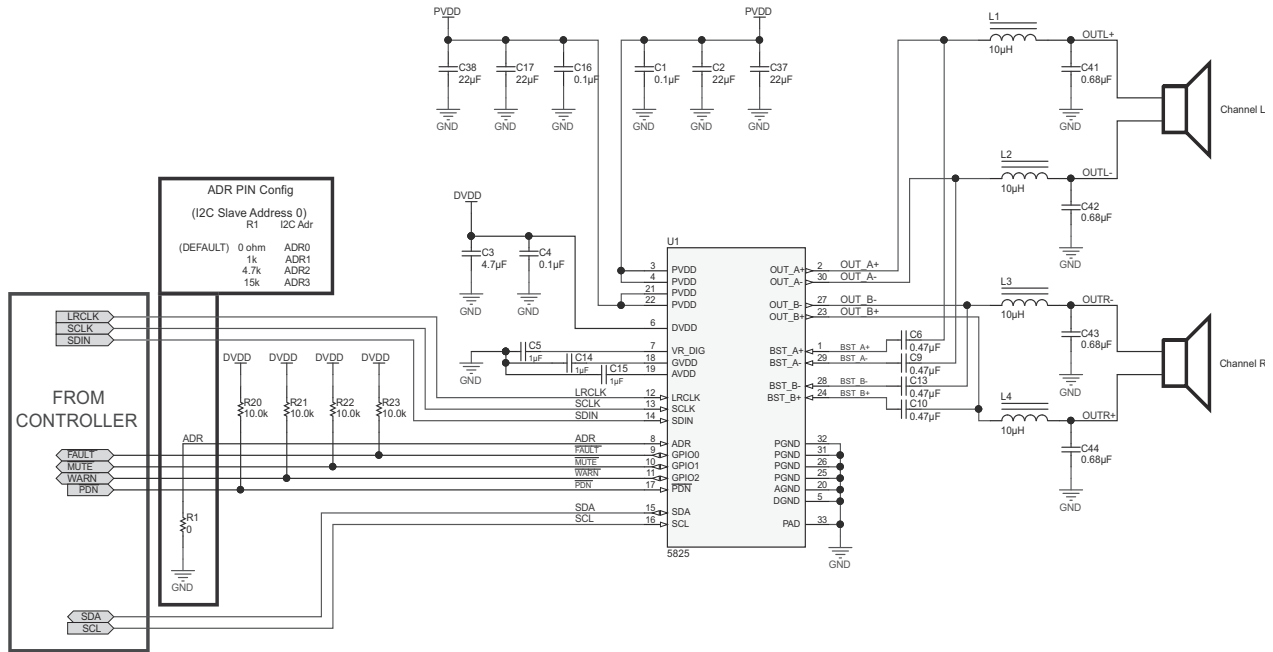 PVDD
PVDD
C38
22µF
C17
22µF
C16
0.1µF
C1
0.1µF
C2
22µF
C37
22µF
GND
GND
GND
GND
GND
GND
L1
10µH
OUTL+
C41
0.68µF
GND
Channel L
L2
10µH
OUTL-
C42
0.68µF
GND
ADR PIN Config
(I2C Slave Address 0)
R1 I2C Adr
(DEFAULT) 0 ohm ADR0
1k ADR1
4.7k ADR2
15k ADR3
DVDD
C3
4.7µF
C4
0.1µF
GND
GND
U1
3 PVDD
4 PVDD
21 PVDD
22 PVDD
6 DVDD
7 VR_DIG
18 GVDD
19 AVDD
LRCLK 12 LRCLK
SCLK 13 SCLK
SDIN 14 SDIN
ADR 8 ADR
FAULT 9 GPIO0
MUTE 10 GPIO1
WARN 11 GPIO2
PDN 17 PDN
SDA 15 SDA
SCL 16 SCL
5825
OUT_A+ 2 OUT_A+
OUT_A- 30 OUT_A-
OUT_B- 27 OUT_B-
OUT_B+ 23 OUT_B+
BST_A+ 1 BST_A+
BST_A- 29 BST_A-
BST_B- 28 BST_B-
BST_B+ 24 BST_B+
PGND 32
PGND 31
PGND 26
PGND 25
AGND 20
DGND 5
PAD 33
GND
C5
1µF
C14
1µF
C15
1µF
GND
C6
0.47µF
C9
0.47µF
C13
0.47µF
C10
0.47µF
L3
10µH
OUTR-
C43
0.68µF
GND
Channel R
L4
10µH
OUTR+
C44
0.68µF
GND
LRCLK
SCLK
SDIN
FROM
CONTROLLER
DVDD DVDD DVDD DVDD
R20
10.0k
R21
10.0k
R22
10.0k
R23
10.0k
ADR
FAULT
MUTE
WARN
PDN
R1
0
GND
SDA
SCL